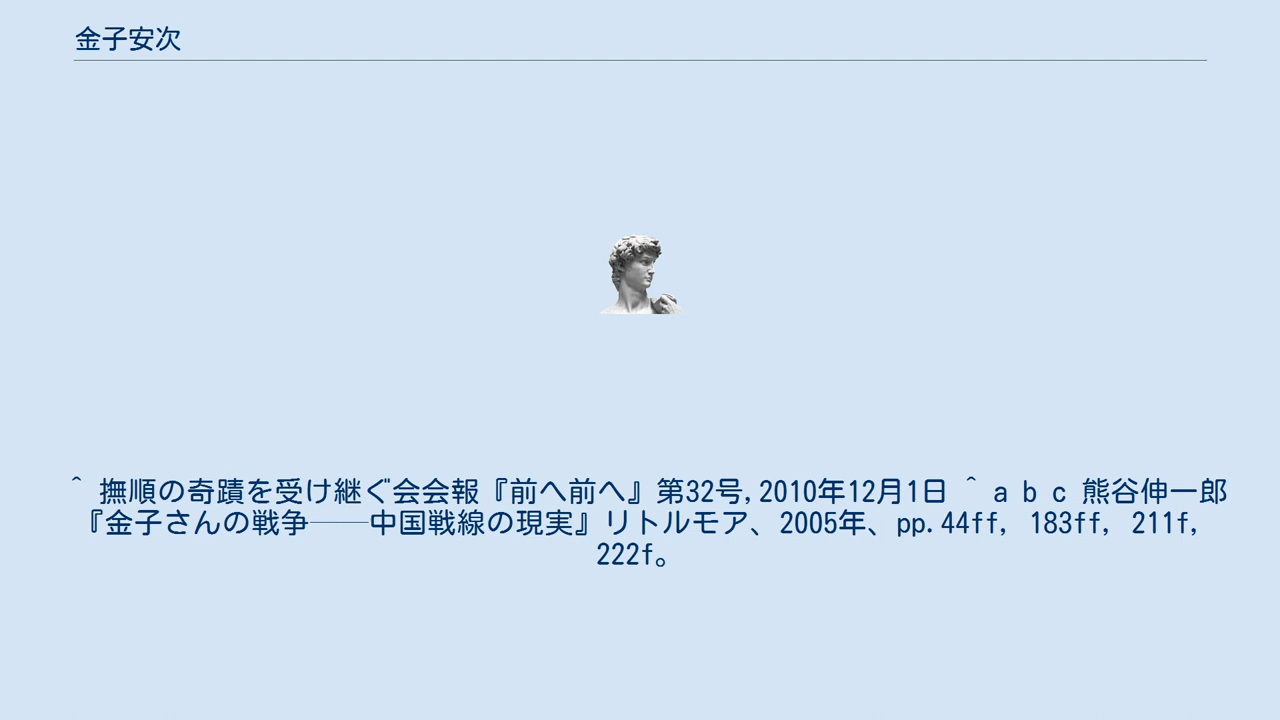 金子安次
^ 撫順の奇蹟を受け継ぐ会会報『前へ前へ』第32号,2010年12月1日 ^ a b c 熊谷伸一郎
『金子さんの戦争――中国戦線の現実』リトルモア、2005年、pp.44ff, 183ff, 211f,
222f。